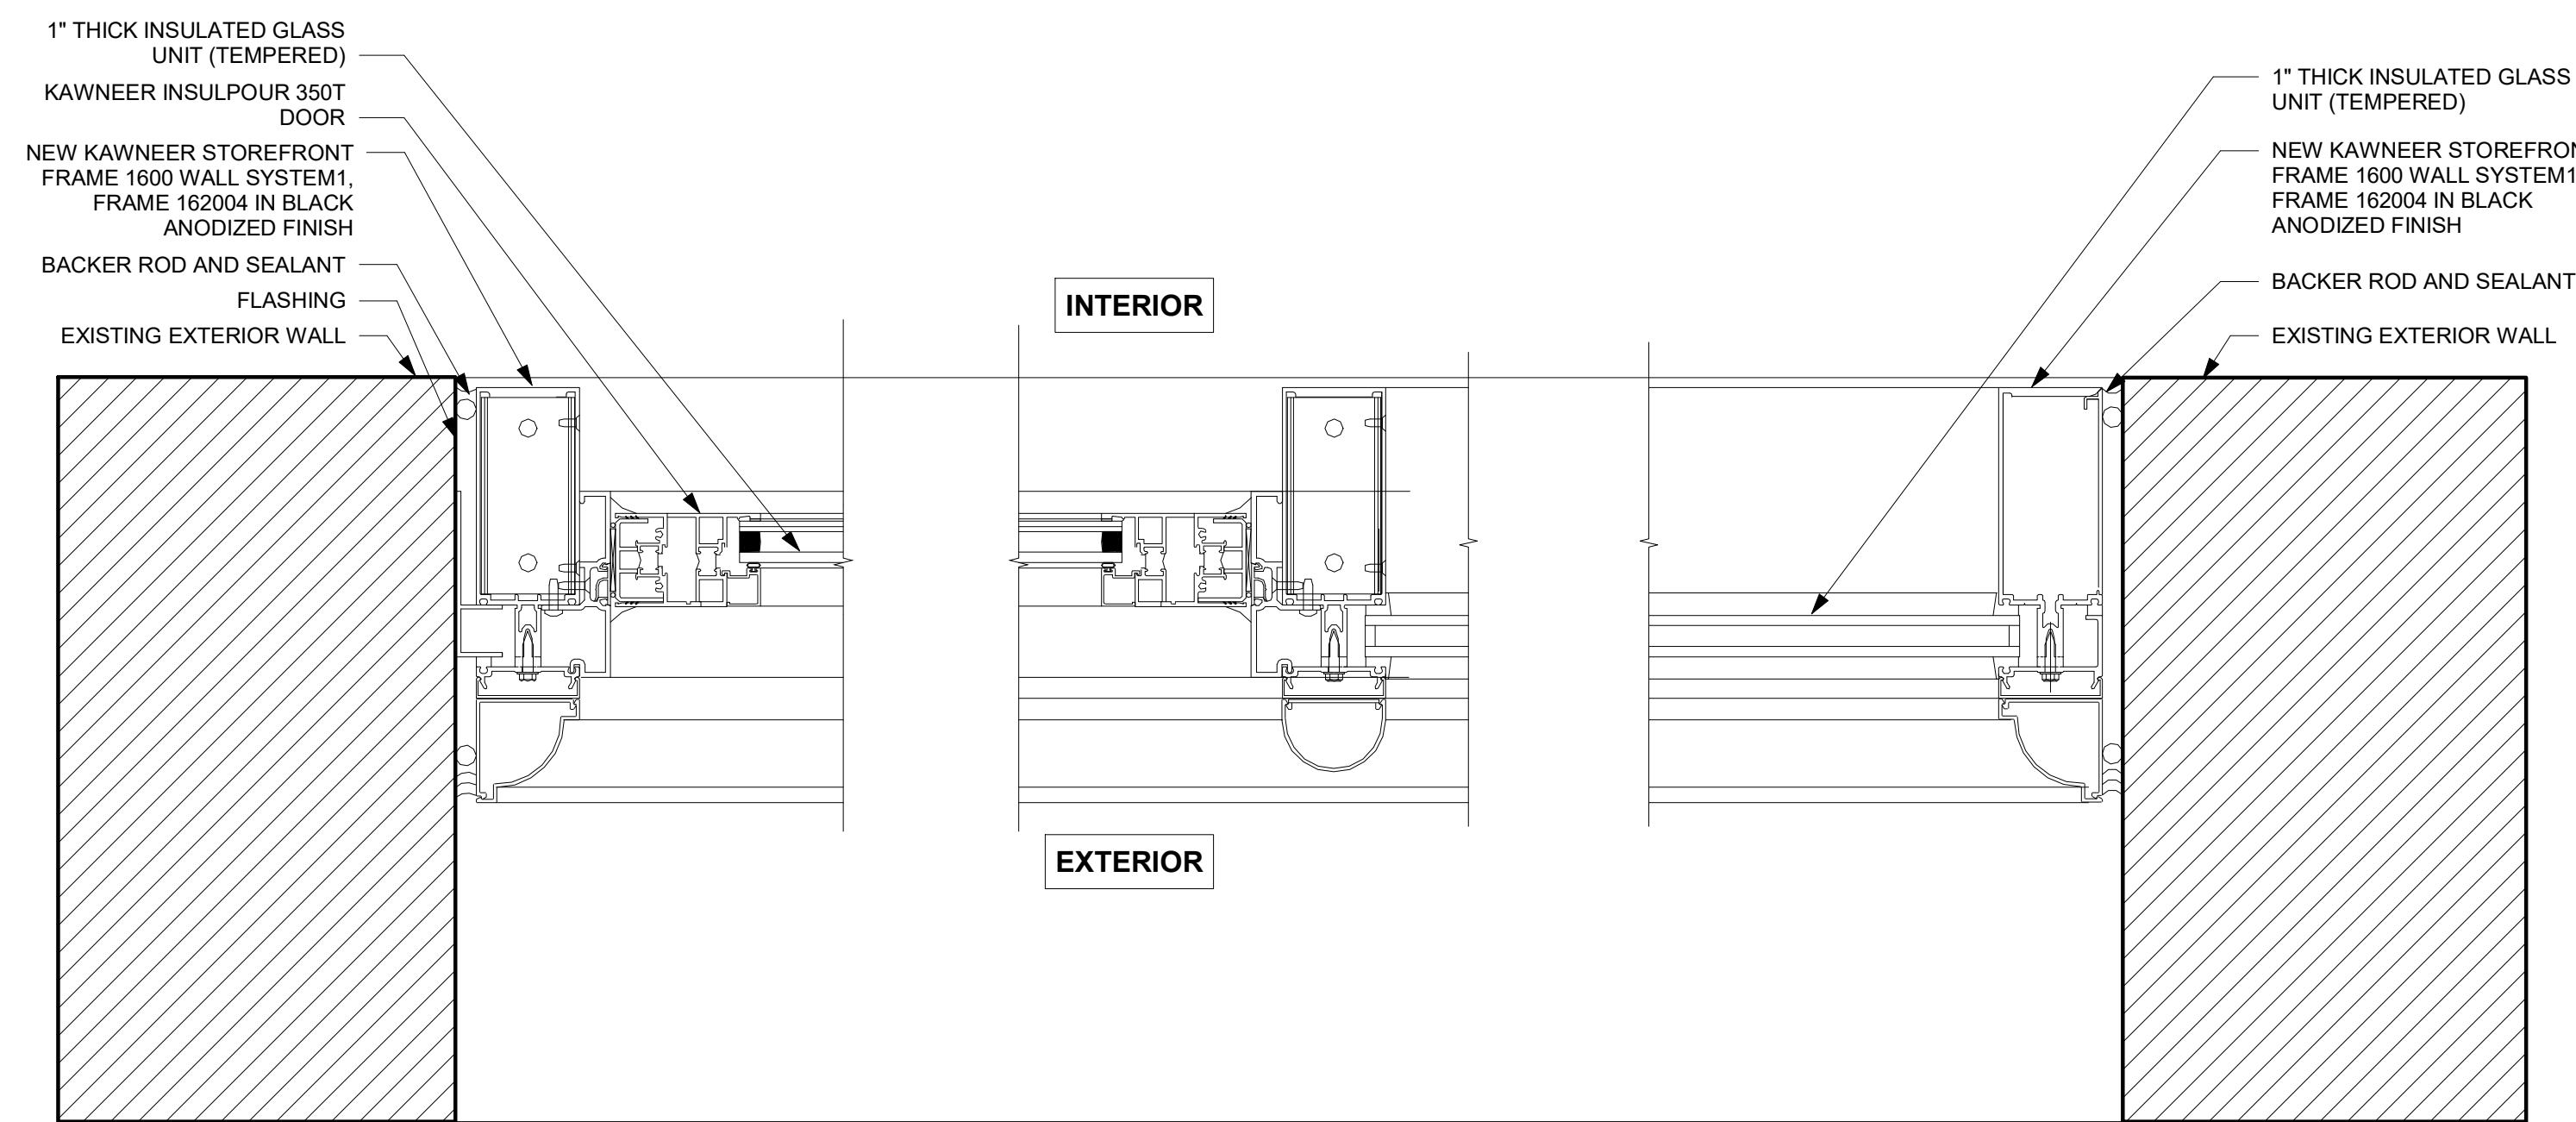 1" THICK INSULATED GLASS
UNIT (TEMPERED)
KAWNEER INSULPOUR 350T
DOOR
NEW KAWNEER STOREFRONT
FRAME 1600 WALL SYSTEM1,
FRAME 162004 IN BLACK
ANODIZED FINISH
BACKER ROD AND SEALANT
FLASHING
EXISTING EXTERIOR WALL
INTERIOR
EXTERIOR
1" THICK INSULATED GLASS
UNIT (TEMPERED)
NEW KAWNEER STOREFRON
FRAME 1600 WALL SYSTEM1
FRAME 162004 IN BLACK
ANODIZED FINISH
BACKER ROD AND SEALANT
EXISTING EXTERIOR WALL